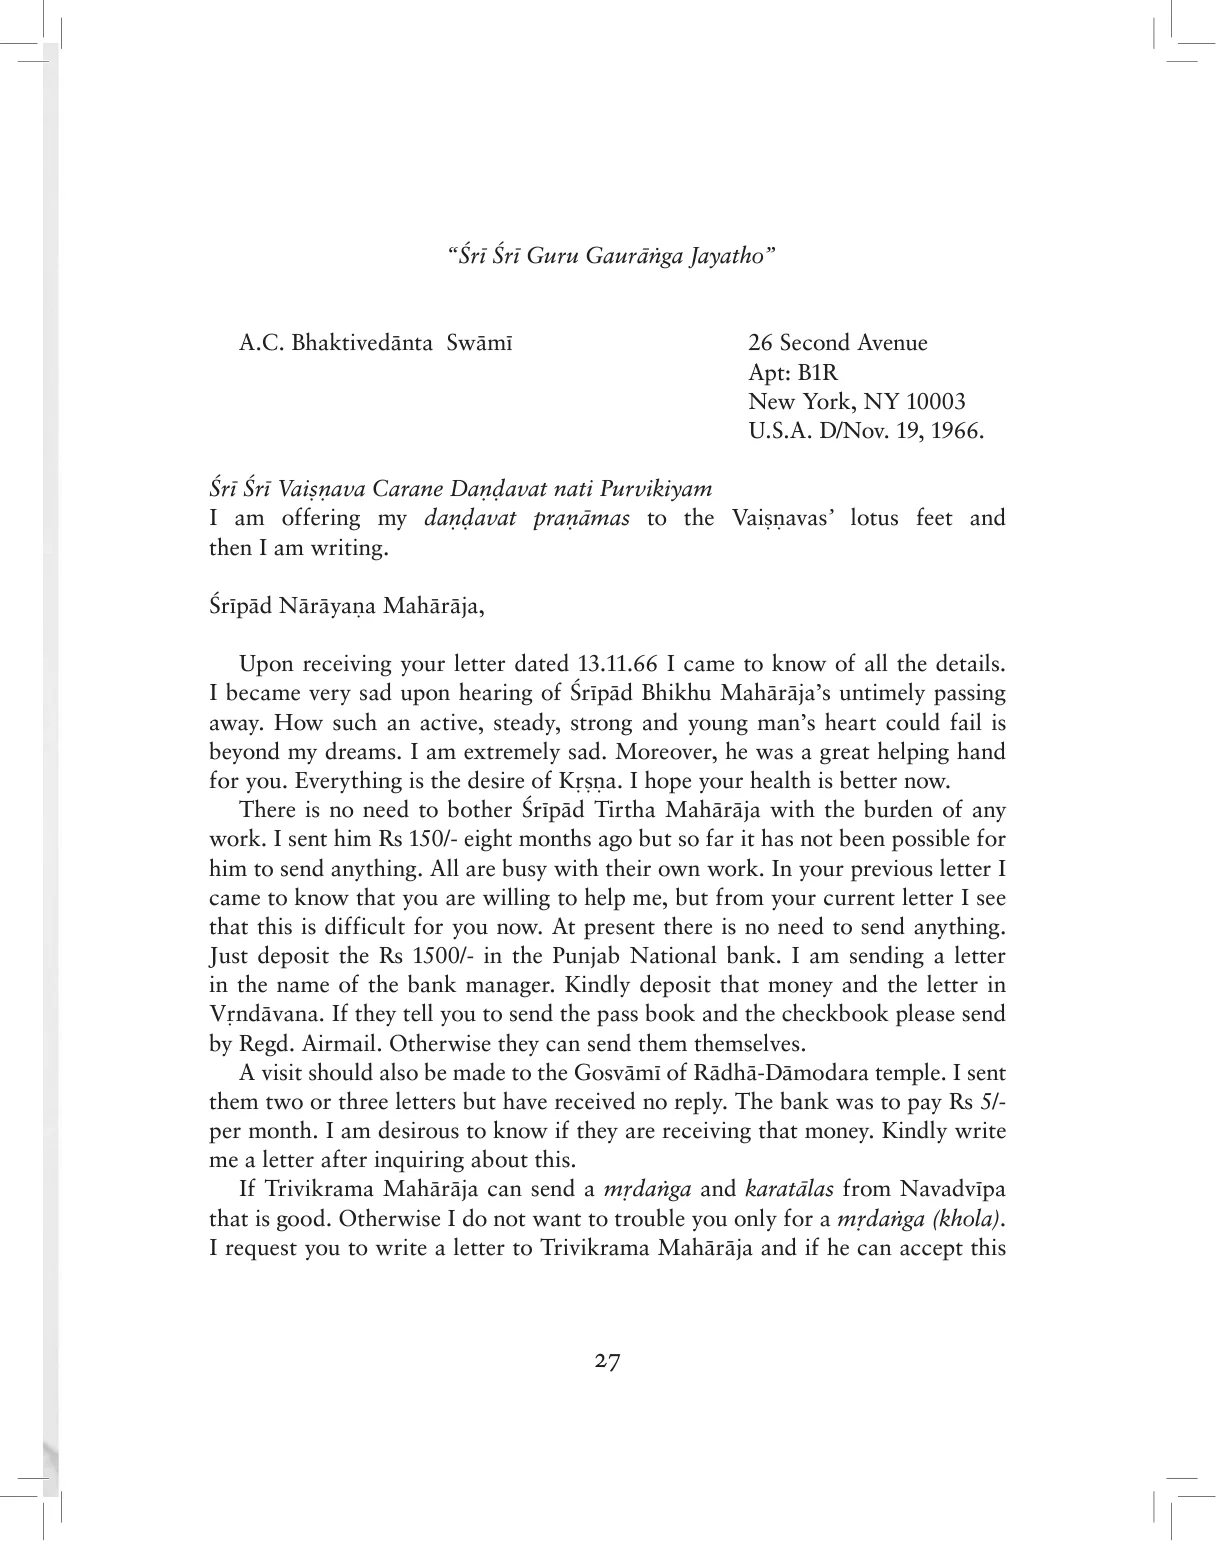 “Śrī Śrī Guru Gaurāṅga Jayatho”
A.C. Bhaktivedānta Swāmī
26 Second Avenue
Apt: B1R
New York, NY 10003
U.S.A. D/Nov. 19, 1966.
Śrī Śrī Vaiṣṇava Carane Daṇḍavat nati Purvikiyam
I am offering my daṇḍavat praṇāmas to the Vaiṣṇavas’ lotus feet and
then I am writing.
Śrīpād Nārāyaṇa Mahārāja,
Upon receiving your letter dated 13.11.66 I came to know of all the details.
I became very sad upon hearing of Śrīpād Bhikhu Mahārāja’s untimely passing
away. How such an active, steady, strong and young man’s heart could fail is
beyond my dreams. I am extremely sad. Moreover, he was a great helping hand
for you. Everything is the desire of Kṛṣṇa. I hope your health is better now.
There is no need to bother Śrīpād Tirtha Mahārāja with the burden of any
work. I sent him Rs 150/- eight months ago but so far it has not been possible for
him to send anything. All are busy with their own work. In your previous letter I
came to know that you are willing to help me, but from your current letter I see
that this is difficult for you now. At present there is no need to send anything.
Just deposit the Rs 1500/- in the Punjab National bank. I am sending a letter
in the name of the bank manager. Kindly deposit that money and the letter in
Vṛndāvana. If they tell you to send the pass book and the checkbook please send
by Regd. Airmail. Otherwise they can send them themselves.
A visit should also be made to the Gosvāmī of Rādhā-Dāmodara temple. I sent
them two or three letters but have received no reply. The bank was to pay Rs 5/-
per month. I am desirous to know if they are receiving that money. Kindly write
me a letter after inquiring about this.
If Trivikrama Mahārāja can send a mṛdaṅga and karatālas from Navadvīpa
that is good. Otherwise I do not want to trouble you only for a mṛdaṅga (khola).
I request you to write a letter to Trivikrama Mahārāja and if he can accept this
27